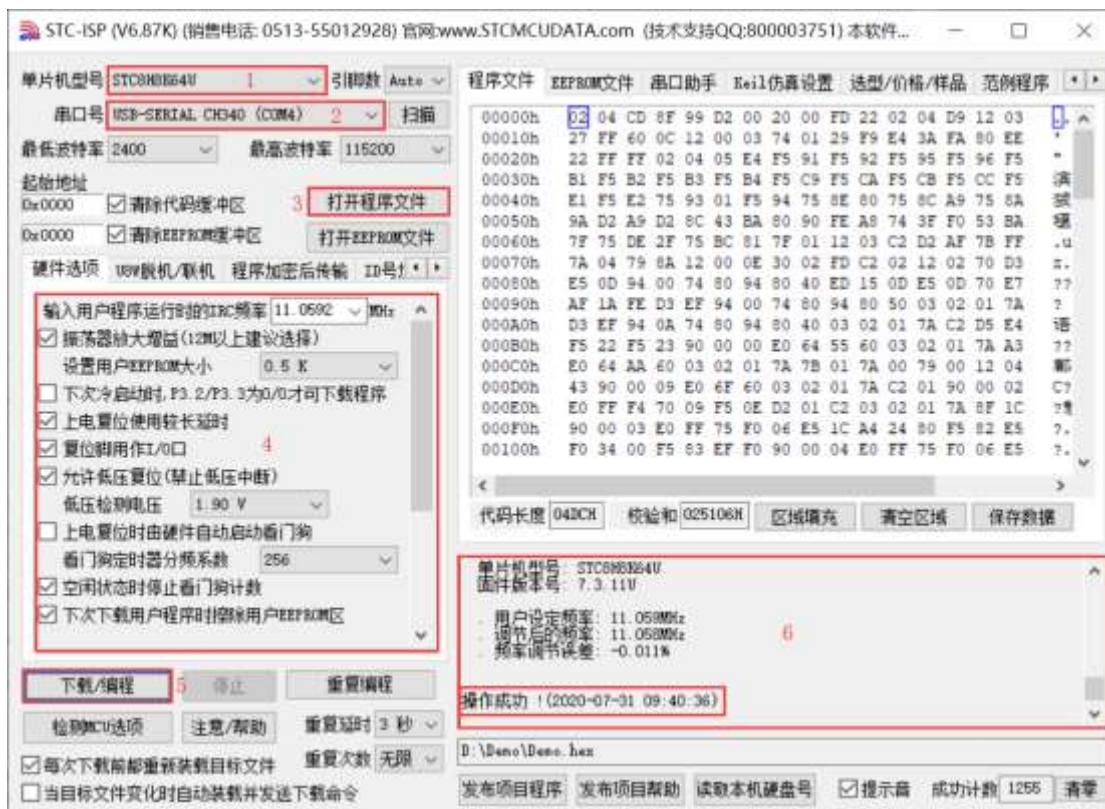 STC-ISP (V6.87K) (销售电话: 0513-55012928) 官网:www.STCMCUDATA.com (技术支持QQ:800003751) 本软件...
单片机型号 STC8H8K64U 1 引脚数 Auto
串口号 USB-SERIAL CH340 (COM4) 2 扫描
最低波特率 2400 最高波特率 115200
起始地址
0x0000 清除代码缓冲区 3 打开程序文件
0x0000 清除EEPROM缓冲区 打开EEPROM文件
硬件选项 U8W脱机/联机 程序加密后传输
输入用户程序运行时的IRC频率 11.0592 MHz
振荡器放大增益(12M以上建议选择)
设置用户EEPROM大小 0.5 K
下次冷启动时,P3.2/P3.3为0/0才可下载程序
上电复位使用较长延时
复位脚用作I/O口 4
允许低压复位(禁止低压中断)
低压检测电压 1.90 V
上电复位时由硬件自动启动看门狗
看门狗定时器分频系数 256
空闲状态时停止看门狗计数
下次下载用户程序时擦除用户EEPROM区
下载/编程 5 停止 重复编程
检测MCU选项 注意/帮助 重复延时 3 秒
重复次数 无限
每次下载前都重新装载目标文件
当目标文件变化时自动装载并发送下载命令
程序文件 EEPROM文件 串口助手 Keil仿真设置 选型/价格/样品 范例程序
00000h 02 04 CD 8F 99 D2 00 20 00 FD 22 02 04 D9 12 03
00010h 27 FF 60 0C 12 00 03 74 01 29 F9 E4 3A FA 80 EE
00020h 22 FF FF 02 04 05 E4 F5 91 F5 92 F5 95 F5 96 F5
00030h B1 F5 B2 F5 B3 F5 B4 F5 C9 F5 CA F5 CB F5 CC F5
00040h E1 F5 E2 75 93 01 F5 94 75 8E 80 75 8C A9 75 8A
00050h 9A D2 A9 D2 8C 43 BA 80 90 FE A8 74 3F F0 53 BA
00060h 7F 75 DE 2F 75 BC 81 7F 01 12 03 C2 D2 AF 7B FF
00070h 7A 04 79 8A 12 00 0E 30 02 FD C2 02 12 02 70 D3
00080h E5 0D 94 00 74 80 94 80 40 ED 15 0D E5 0D 70 E7
00090h AF 1A FE D3 EF 94 00 74 80 94 80 50 03 02 01 7A
000A0h D3 EF 94 0A 74 80 94 80 40 03 02 01 7A C2 D5 E4
000B0h F5 22 F5 23 90 00 00 E0 64 55 60 03 02 01 7A A3
000C0h E0 64 AA 60 03 02 01 7A 7B 01 7A 00 79 00 12 04
000D0h 43 90 00 09 E0 6F 60 03 02 01 7A C2 01 90 00 02
000E0h E0 FF F4 70 09 F5 0E D2 01 C2 03 02 01 7A 8F 1C
000F0h 90 00 03 E0 FF 75 F0 06 E5 1C A4 24 80 F5 82 E5
00100h F0 34 00 F5 83 EF F0 90 00 04 E0 FF 75 F0 06 E5
代码长度 04DCH 校验和 025106H 区域填充 清空区域 保存数据
单片机型号: STC8H8K64U
固件版本号: 7.3.11U
. 用户设定频率: 11.059MHz
. 调节后的频率: 11.058MHz
. 频率调节误差: -0.011%
6
操作成功 !(2020-07-31 09:40:36)
D:\Demo\Demo.hex
发布项目程序 发布项目帮助 读取本机硬盘号 提示音 成功计数 1256 清零